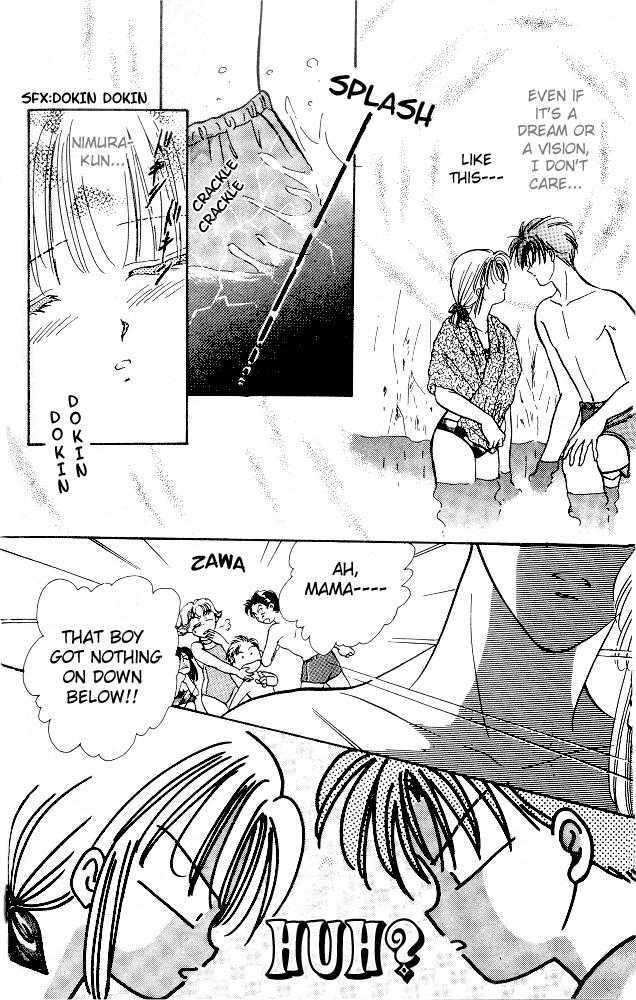 EVEN IF
IT'S A
DREAM OR
A VISION,
I DON'T
CARE...
LIKE
THIS---
SPLASH
CRACKLE
CRACKLE
SFX:DOKIN DOKIN
NIMURA-
KUN...
DOKIN
DOKIN
AH,
MAMA----
ZAWA
THAT BOY
GOT NOTHING
ON DOWN
BELOW!!
HUH?